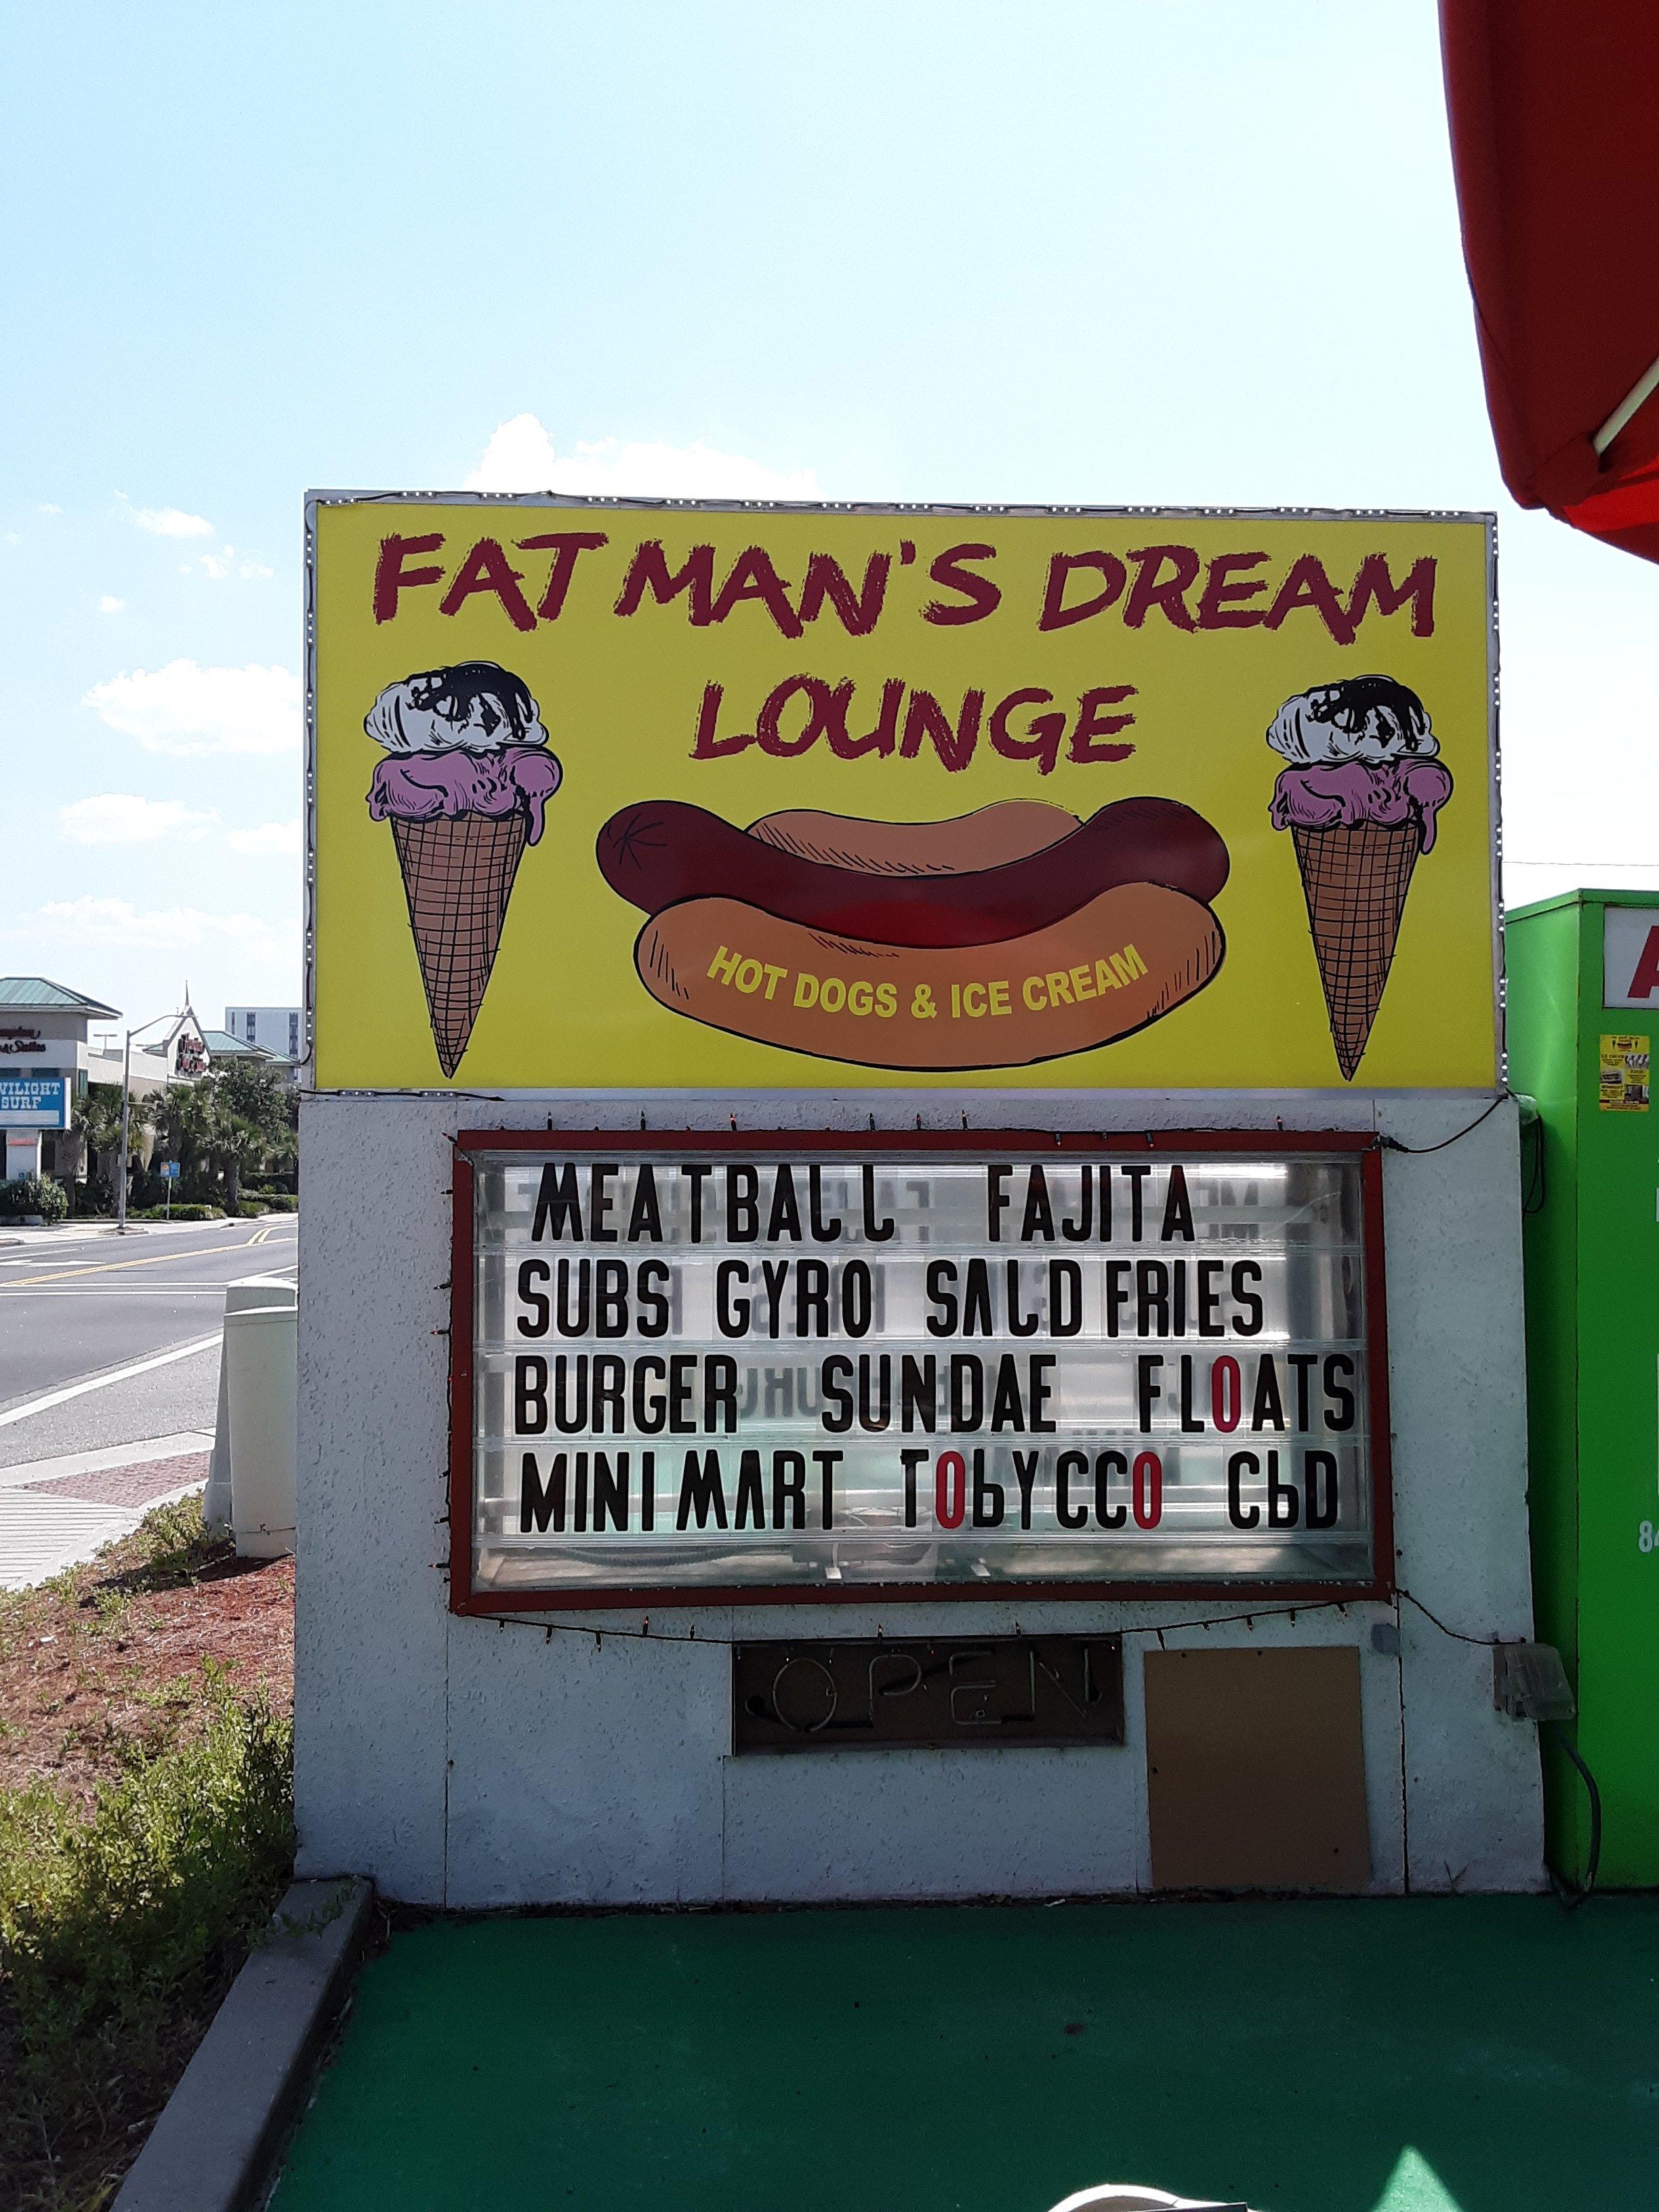 FAT MAN'S DREAM
LOUNGE
HOT DOGS & ICE CREAM
MEATBALL FAJITA
SUBS GYRO SALD FRIES
BURGER SUNDAE FLOATS
MINI MART TObYCCO CbD
OPEN
SURF